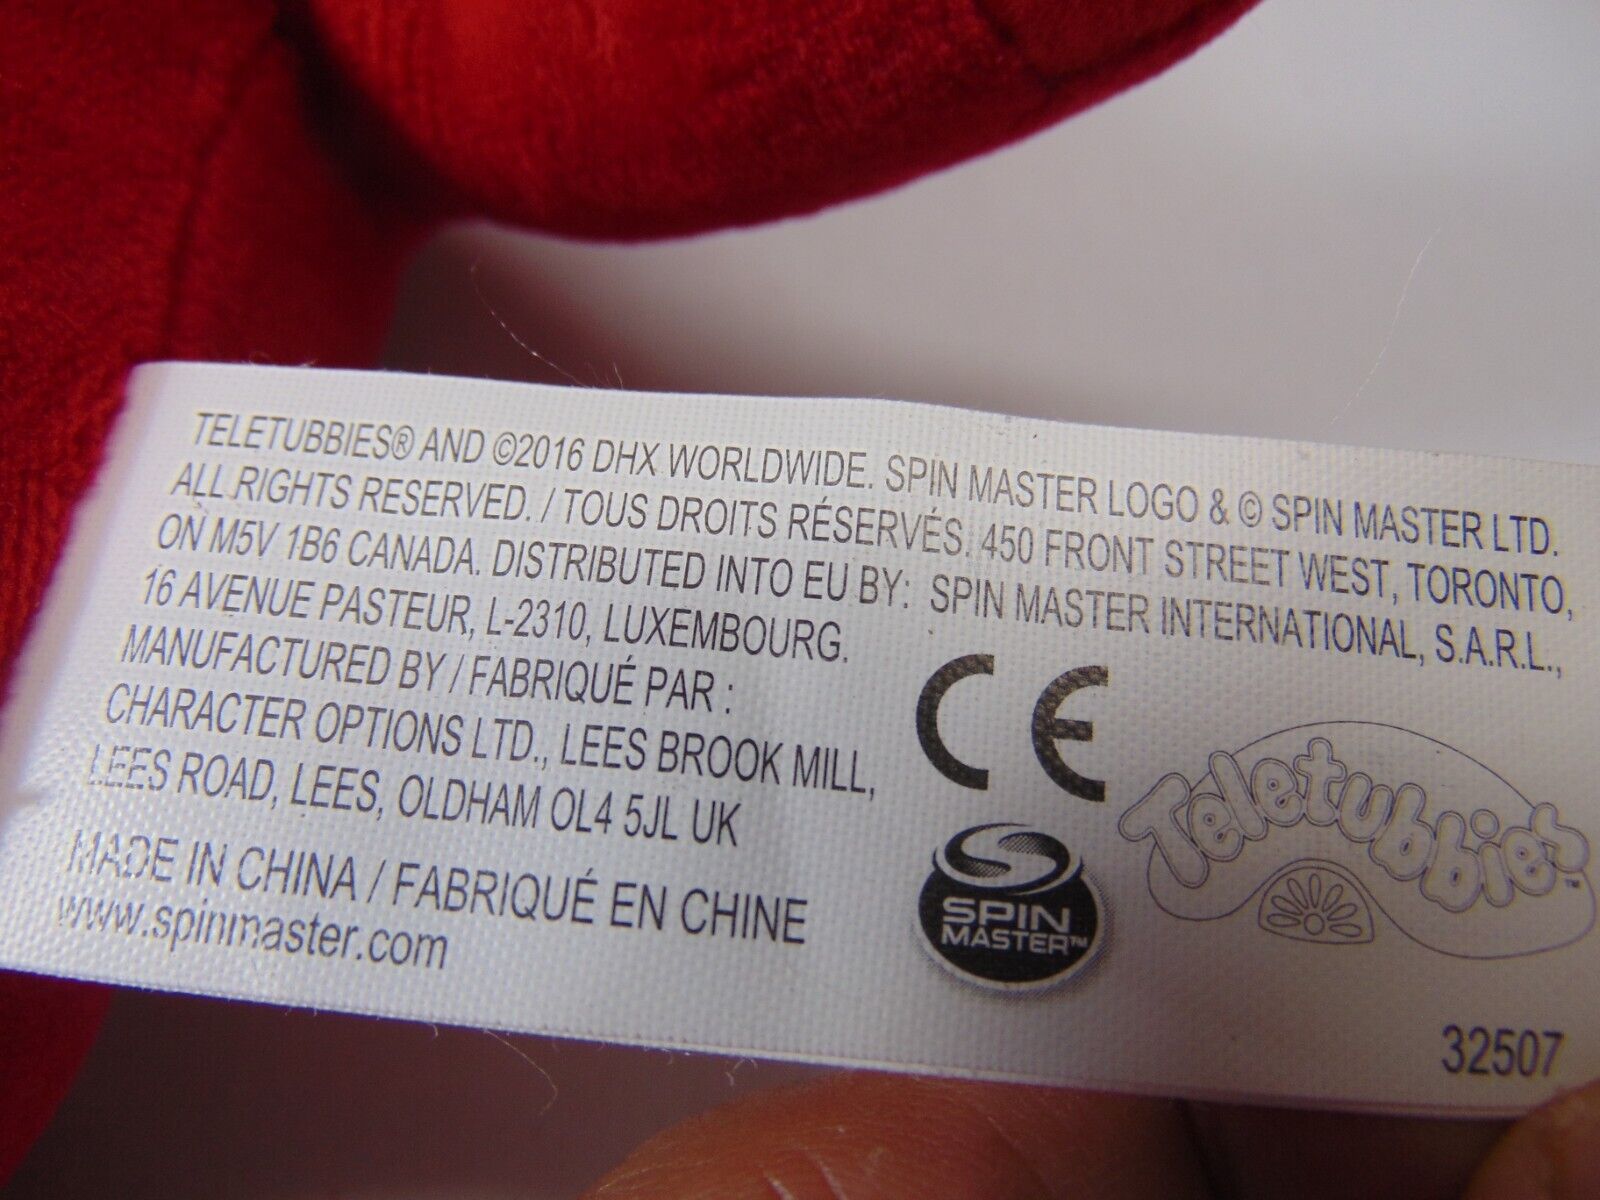 TELETUBBIES® AND ©2016 DHX WORLDWIDE. SPIN MASTER LOGO & © SPIN MASTER LTD.
ALL RIGHTS RESERVED. / TOUS DROITS RÉSERVÉS. 450 FRONT STREET WEST, TORONTO,
ON M5V 1B6 CANADA. DISTRIBUTED INTO EU BY: SPIN MASTER INTERNATIONAL, S.A.R.L.,
16 AVENUE PASTEUR, L-2310, LUXEMBOURG.
MANUFACTURED BY / FABRIQUÉ PAR :
CHARACTER OPTIONS LTD., LEES BROOK MILL,
LEES ROAD, LEES, OLDHAM OL4 5JL UK
MADE IN CHINA / FABRIQUÉ EN CHINE
www.spinmaster.com
CE
SPIN
MASTER™
Teletubbies™
32507